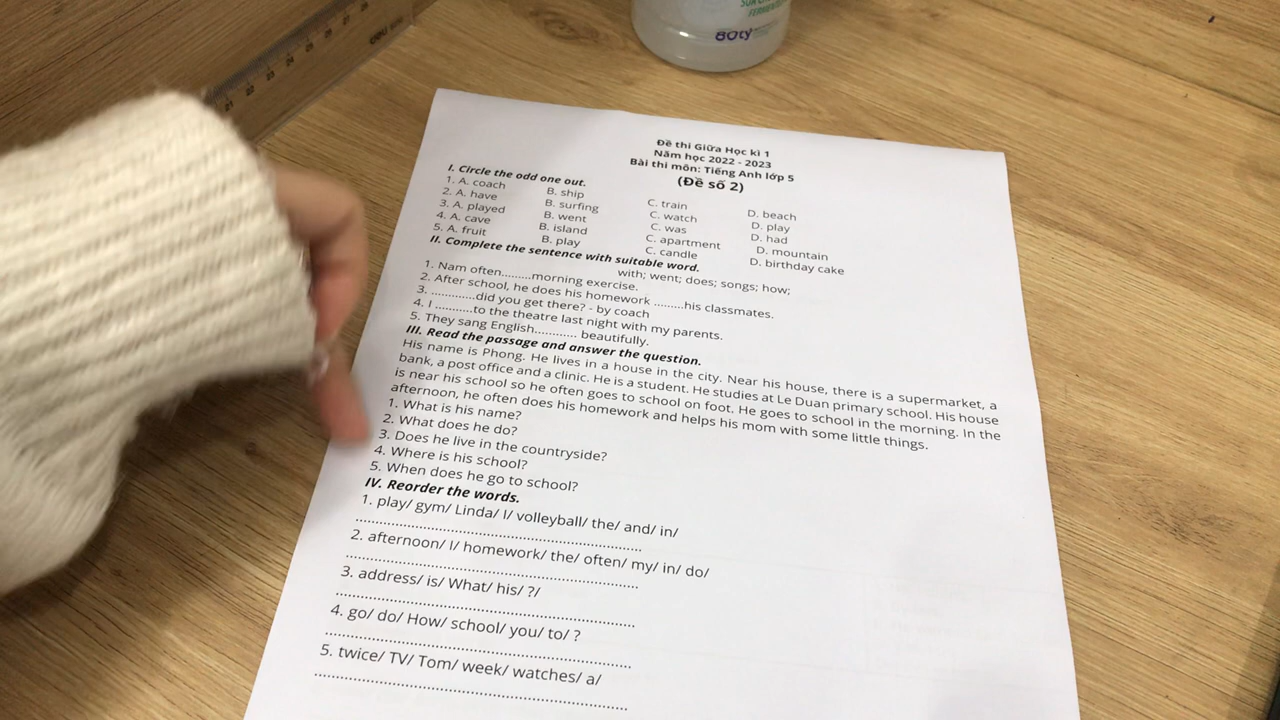 80ty
21 22 23 24 25 26 27 28
Đề thi Giữa Học kì 1
Năm học 2022 - 2023
Bài thi môn: Tiếng Anh lớp 5
(Đề số 2)
I. Circle the odd one out.
1. A. coach B. ship C. train D. beach
2. A. have B. surfing C. watch D. play
3. A. played B. went C. was D. had
4. A. cave B. island C. apartment D. mountain
5. A. fruit B. play C. candle D. birthday cake
II. Complete the sentence with suitable word.
with; went; does; songs; how;
1. Nam often.........morning exercise.
2. After school, he does his homework .........his classmates.
3. ............did you get there? - by coach
4. I ...........to the theatre last night with my parents.
5. They sang English............ beautifully.
III. Read the passage and answer the question.
His name is Phong. He lives in a house in the city. Near his house, there is a supermarket, a
bank, a post office and a clinic. He is a student. He studies at Le Duan primary school. His house
is near his school so he often goes to school on foot. He goes to school in the morning. In the
afternoon, he often does his homework and helps his mom with some little things.
1. What is his name?
2. What does he do?
3. Does he live in the countryside?
4. Where is his school?
5. When does he go to school?
IV. Reorder the words.
1. play/ gym/ Linda/ I/ volleyball/ the/ and/ in/
................................................................
2. afternoon/ I/ homework/ the/ often/ my/ in/ do/
................................................................
3. address/ is/ What/ his/ ?/
................................................................
4. go/ do/ How/ school/ you/ to/ ?
................................................................
5. twice/ TV/ Tom/ week/ watches/ a/
................................................................